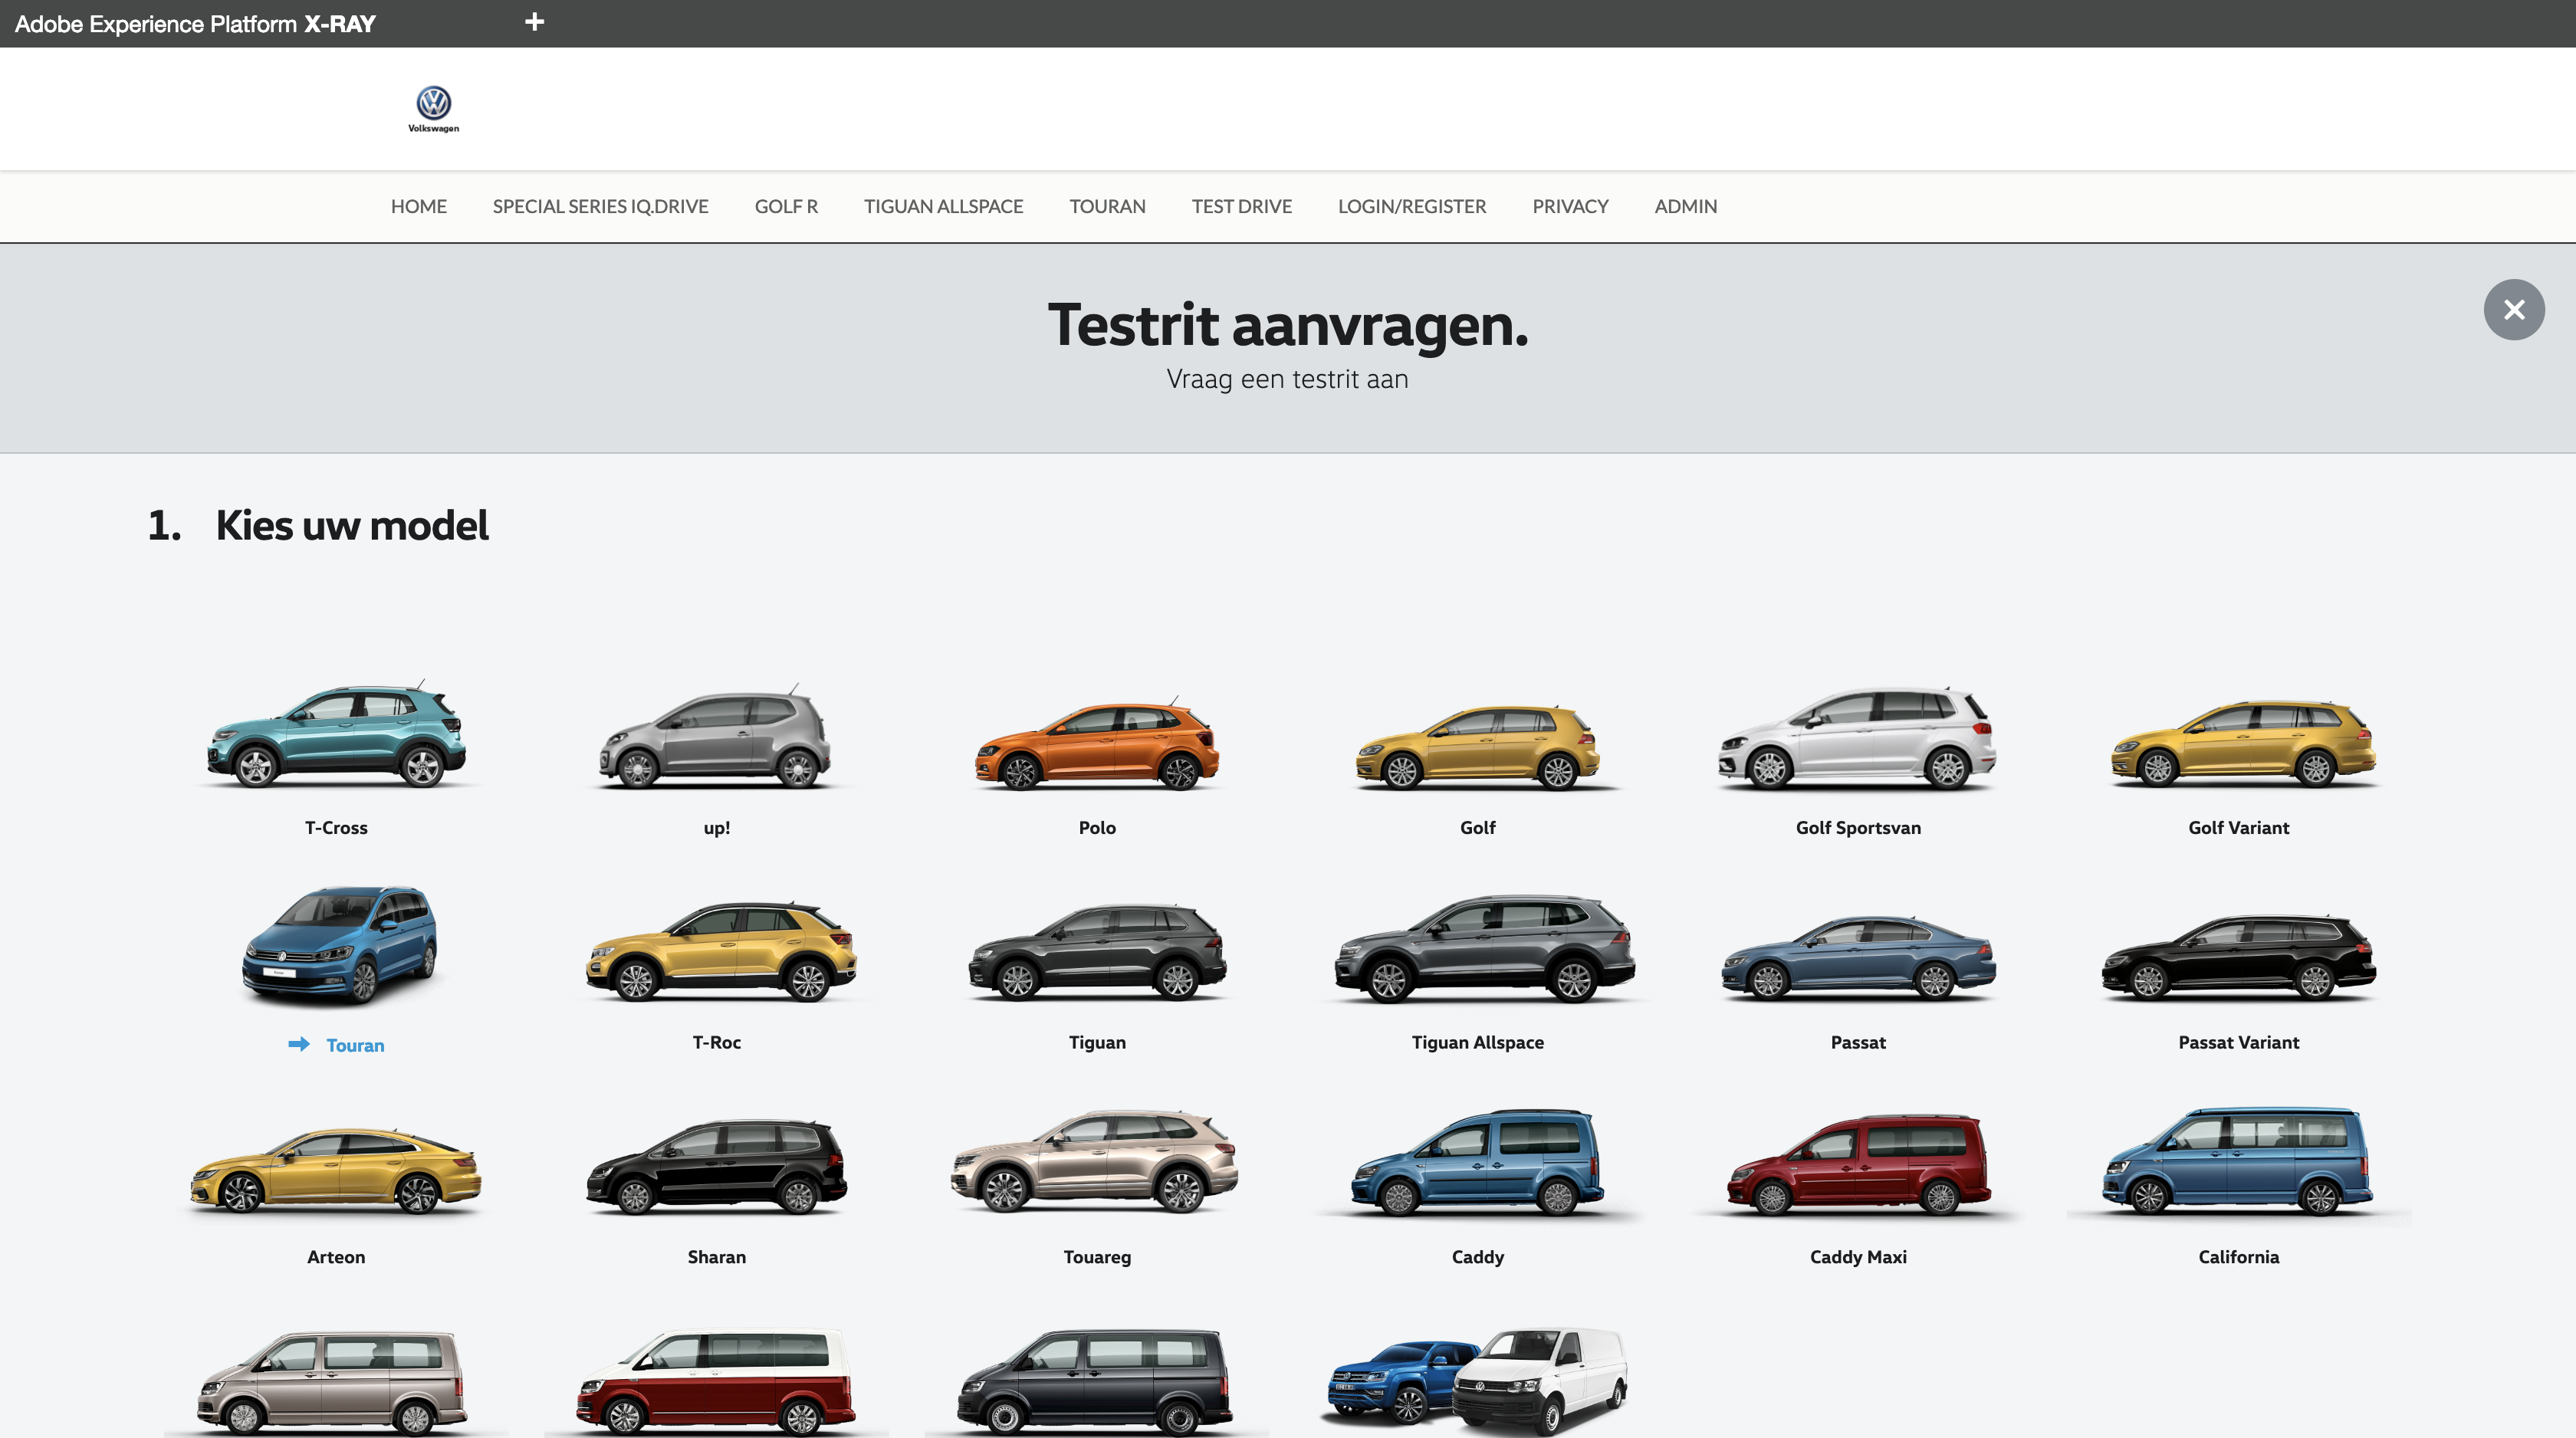 Adobe Experience Platform X-RAY +
Volkswagen
HOME SPECIAL SERIES IQ.DRIVE GOLF R TIGUAN ALLSPACE TOURAN TEST DRIVE LOGIN/REGISTER PRIVACY ADMIN
Testrit aanvragen.
Vraag een testrit aan
1. Kies uw model
T-Cross up! Polo Golf Golf Sportsvan Golf Variant
Touran T-Roc Tiguan Tiguan Allspace Passat Passat Variant
Arteon Sharan Touareg Caddy Caddy Maxi California